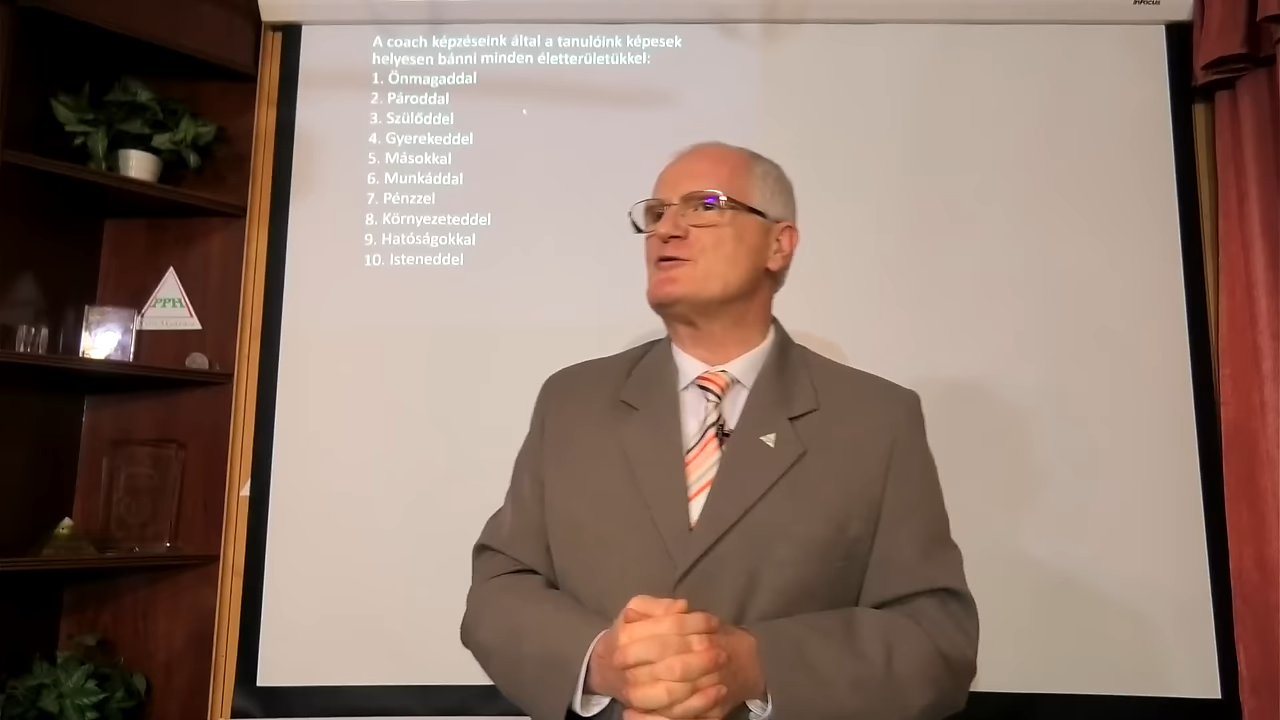 InFocus
A coach képzéseink által a tanulóink képesek
helyesen bánni minden életterületükkel:
1. Önmagaddal
2. Pároddal
3. Szülőddel
4. Gyerekeddel
5. Másokkal
6. Munkáddal
7. Pénzzel
8. Környezeteddel
9. Hatóságokkal
10. Isteneddel
PPH